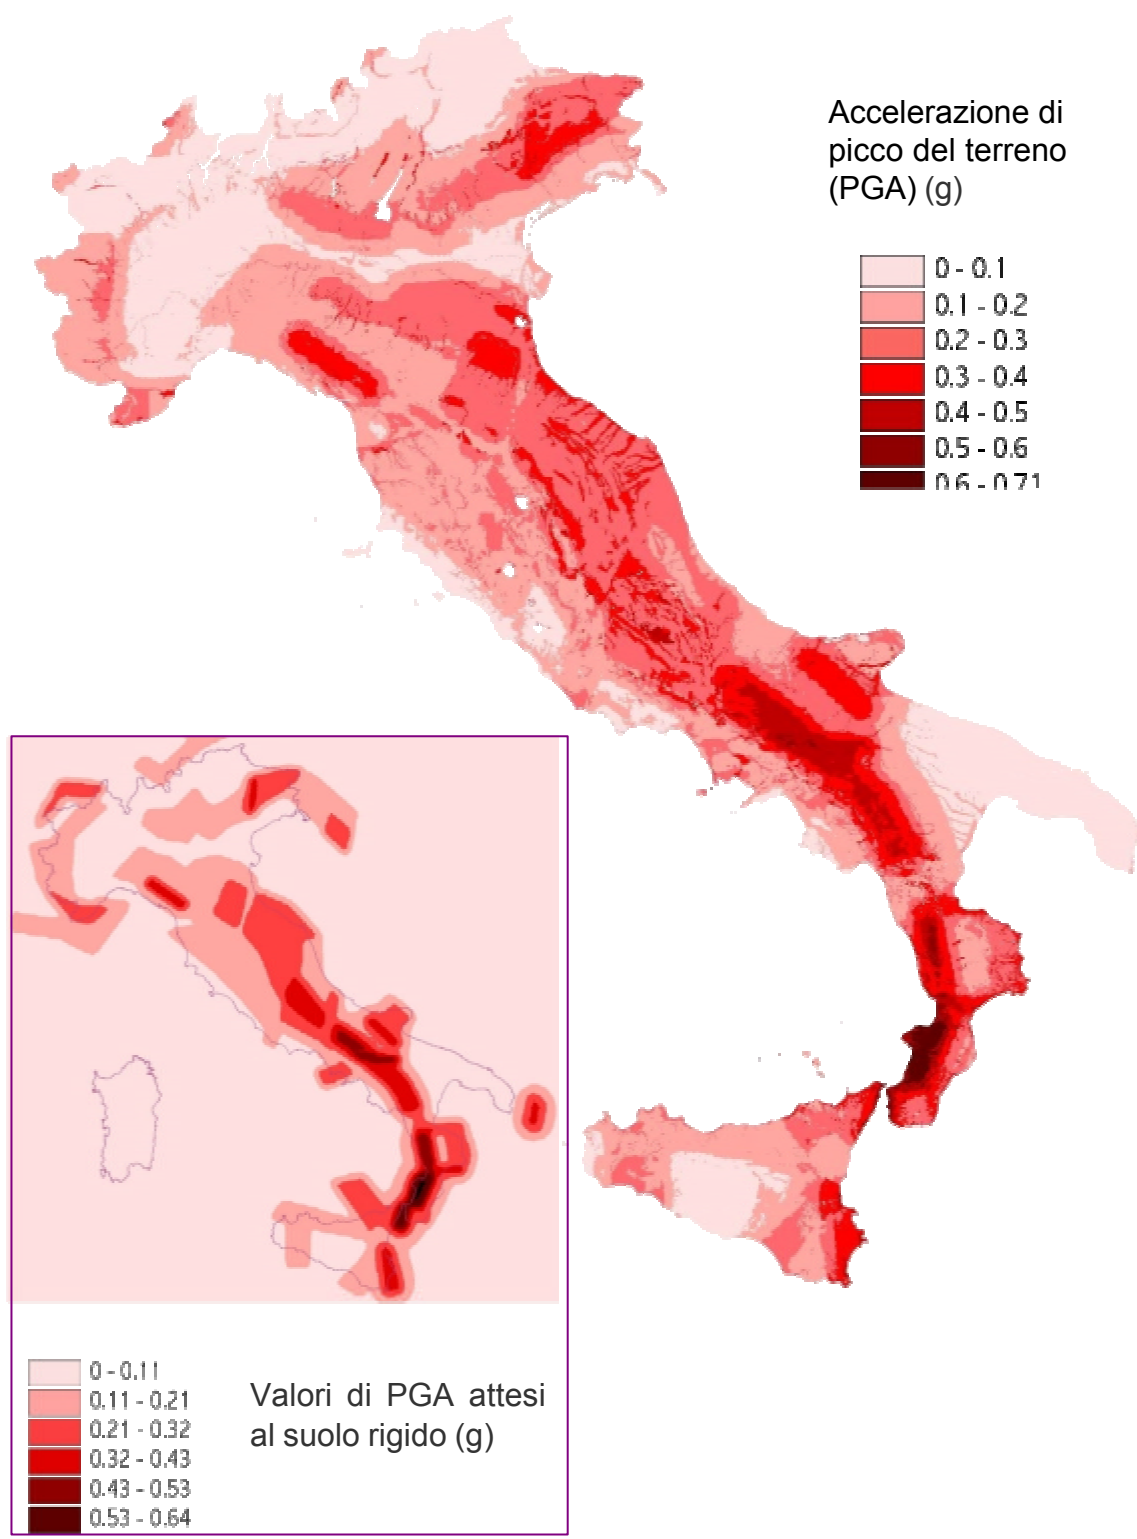 Accelerazione di
picco del terreno
(PGA) (g)
0 - 0.1
0.1 - 0.2
0.2 - 0.3
0.3 - 0.4
0.4 - 0.5
0.5 - 0.6
0.6 - 0.71
0 - 0.11
0.11 - 0.21
0.21 - 0.32
0.32 - 0.43
0.43 - 0.53
0.53 - 0.64
Valori di PGA attesi
al suolo rigido (g)